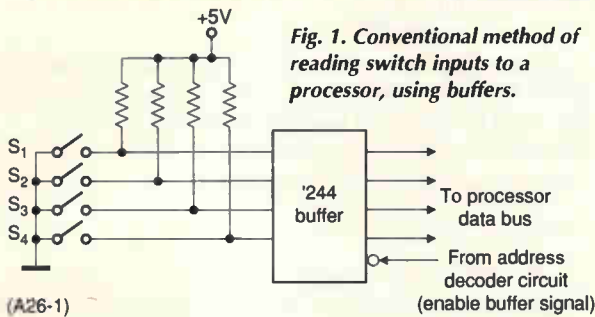 +5V
Fig. 1. Conventional method of
reading switch inputs to a
processor, using buffers.
S1
S2
S3
S4
'244
buffer
To processor
data bus
From address
decoder circuit
(enable buffer signal)
(A26-1)